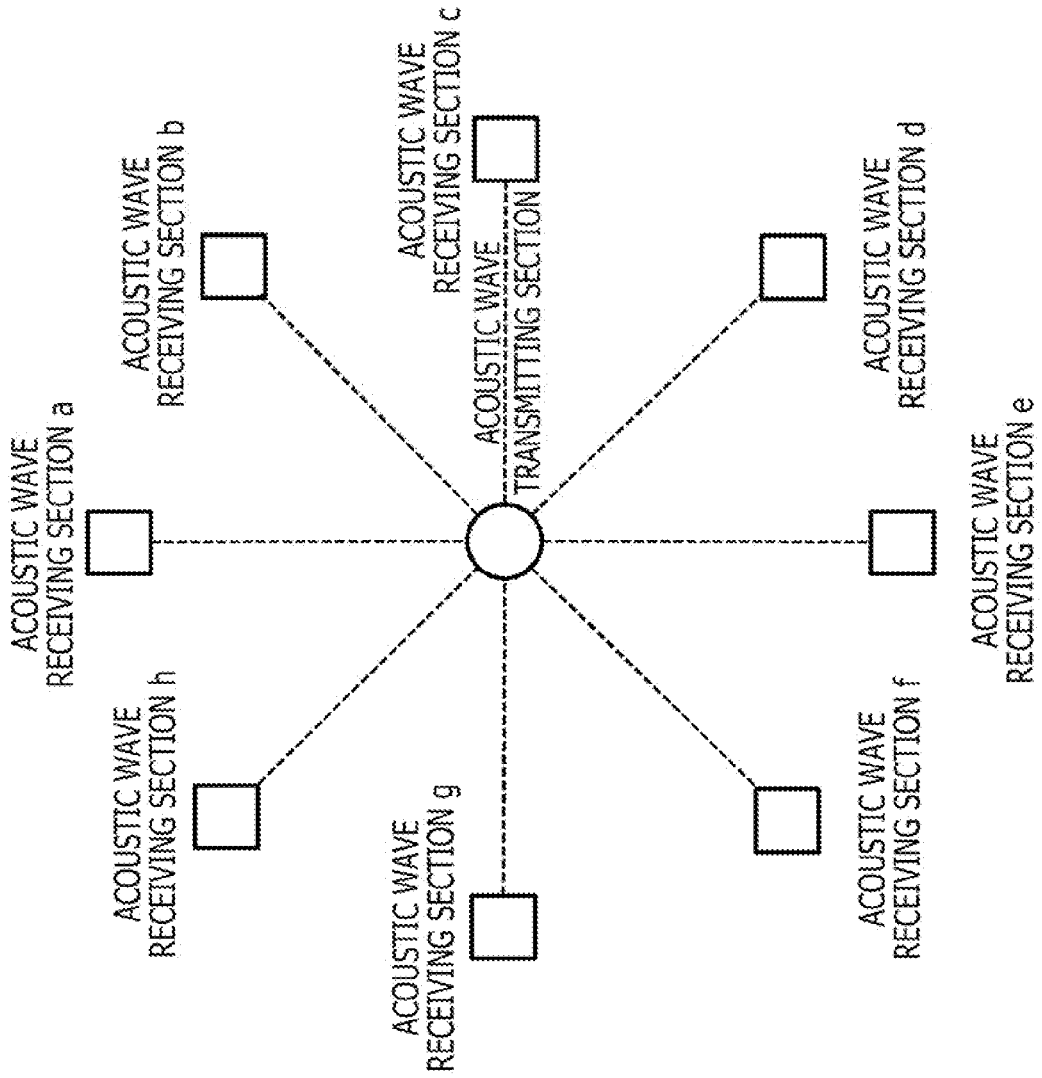 ACOUSTIC WAVE
RECEIVING SECTION a
ACOUSTIC WAVE
RECEIVING SECTION b
ACOUSTIC WAVE
RECEIVING SECTION c
ACOUSTIC WAVE
TRANSMITTING SECTION
ACOUSTIC WAVE
RECEIVING SECTION d
ACOUSTIC WAVE
RECEIVING SECTION e
ACOUSTIC WAVE
RECEIVING SECTION f
ACOUSTIC WAVE
RECEIVING SECTION g
ACOUSTIC WAVE
RECEIVING SECTION h